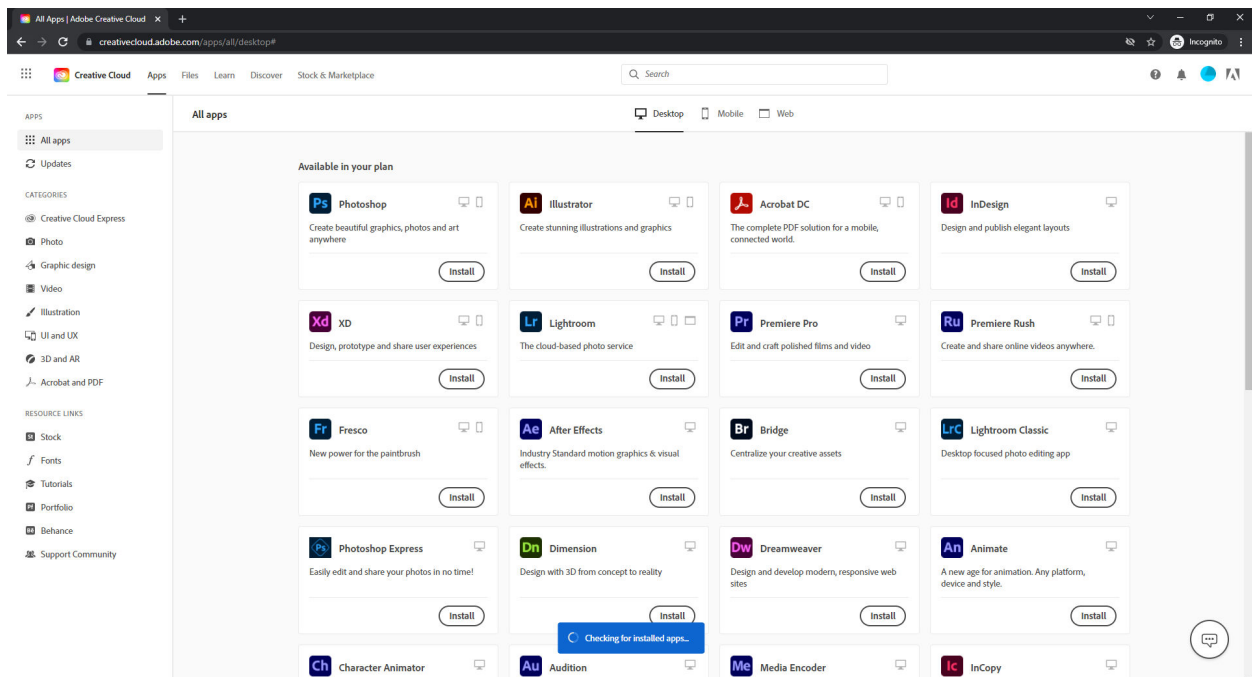 All Apps | Adobe Creative Cloud
creativecloud.adobe.com/apps/all/desktop#
Incognito
Creative Cloud Apps Files Learn Discover Stock & Marketplace
Search
APPS
All apps
Updates
CATEGORIES
Creative Cloud Express
Photo
Graphic design
Video
Illustration
UI and UX
3D and AR
Acrobat and PDF
RESOURCE LINKS
St Stock
Fonts
Tutorials
Pf Portfolio
Bē Behance
Support Community
All apps
Desktop Mobile Web
Available in your plan
Ps Photoshop
Create beautiful graphics, photos and art
anywhere
Install
Ai Illustrator
Create stunning illustrations and graphics
Install
Acrobat DC
The complete PDF solution for a mobile,
connected world.
Install
Id InDesign
Design and publish elegant layouts
Install
Xd XD
Design, prototype and share user experiences
Install
Lr Lightroom
The cloud-based photo service
Install
Pr Premiere Pro
Edit and craft polished films and video
Install
Ru Premiere Rush
Create and share online videos anywhere.
Install
Fr Fresco
New power for the paintbrush
Install
Ae After Effects
Industry Standard motion graphics & visual
effects.
Install
Br Bridge
Centralize your creative assets
Install
LrC Lightroom Classic
Desktop focused photo editing app
Install
Ps Photoshop Express
Easily edit and share your photos in no time!
Install
Dn Dimension
Design with 3D from concept to reality
Install
Dw Dreamweaver
Design and develop modern, responsive web
sites
Install
An Animate
A new age for animation. Any platform,
device and style.
Install
Checking for installed apps...
Ch Character Animator
Au Audition
Me Media Encoder
Ic InCopy